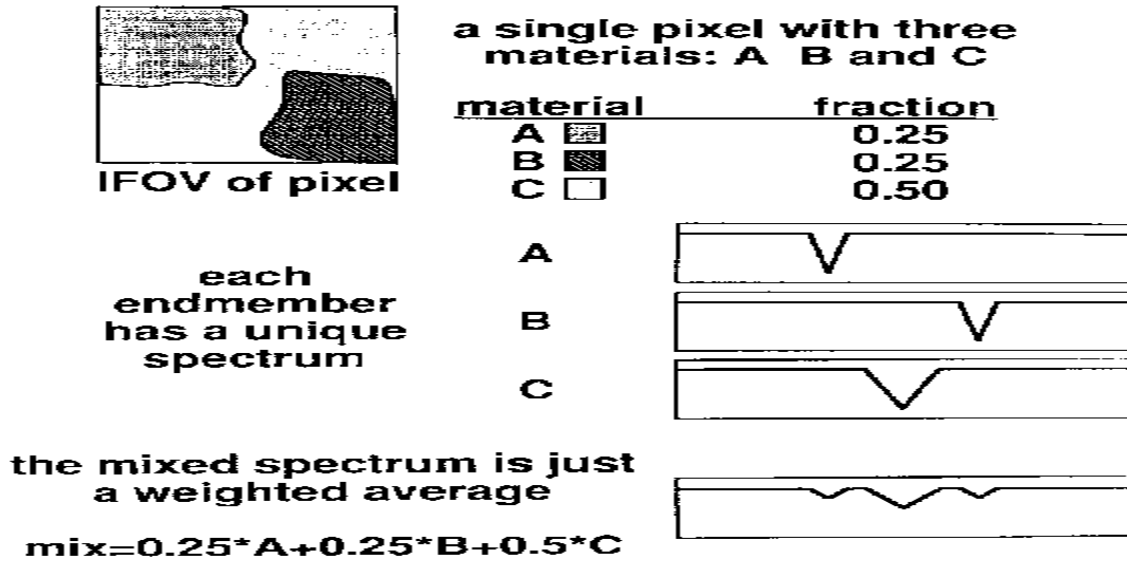 a single pixel with three
materials: A B and C
material fraction
A 0.25
B 0.25
C 0.50
IFOV of pixel
each
endmember
has a unique
spectrum
A
B
C
the mixed spectrum is just
a weighted average
mix=0.25*A+0.25*B+0.5*C